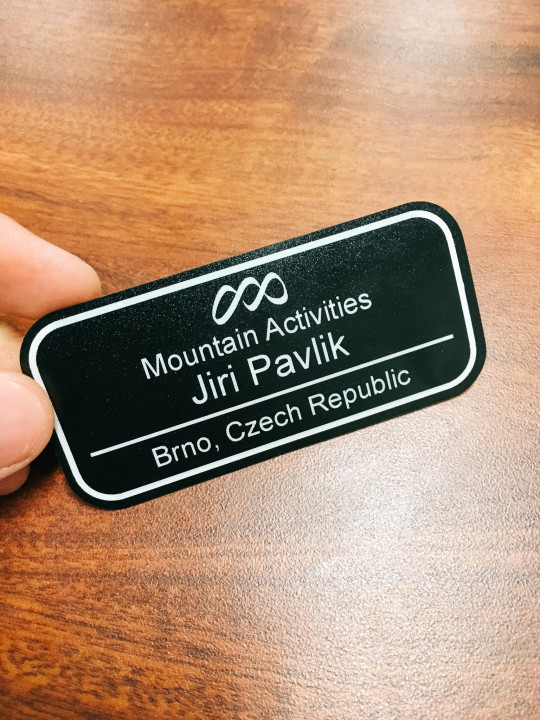 Mountain Activities
Jiri Pavlik
Brno, Czech Republic